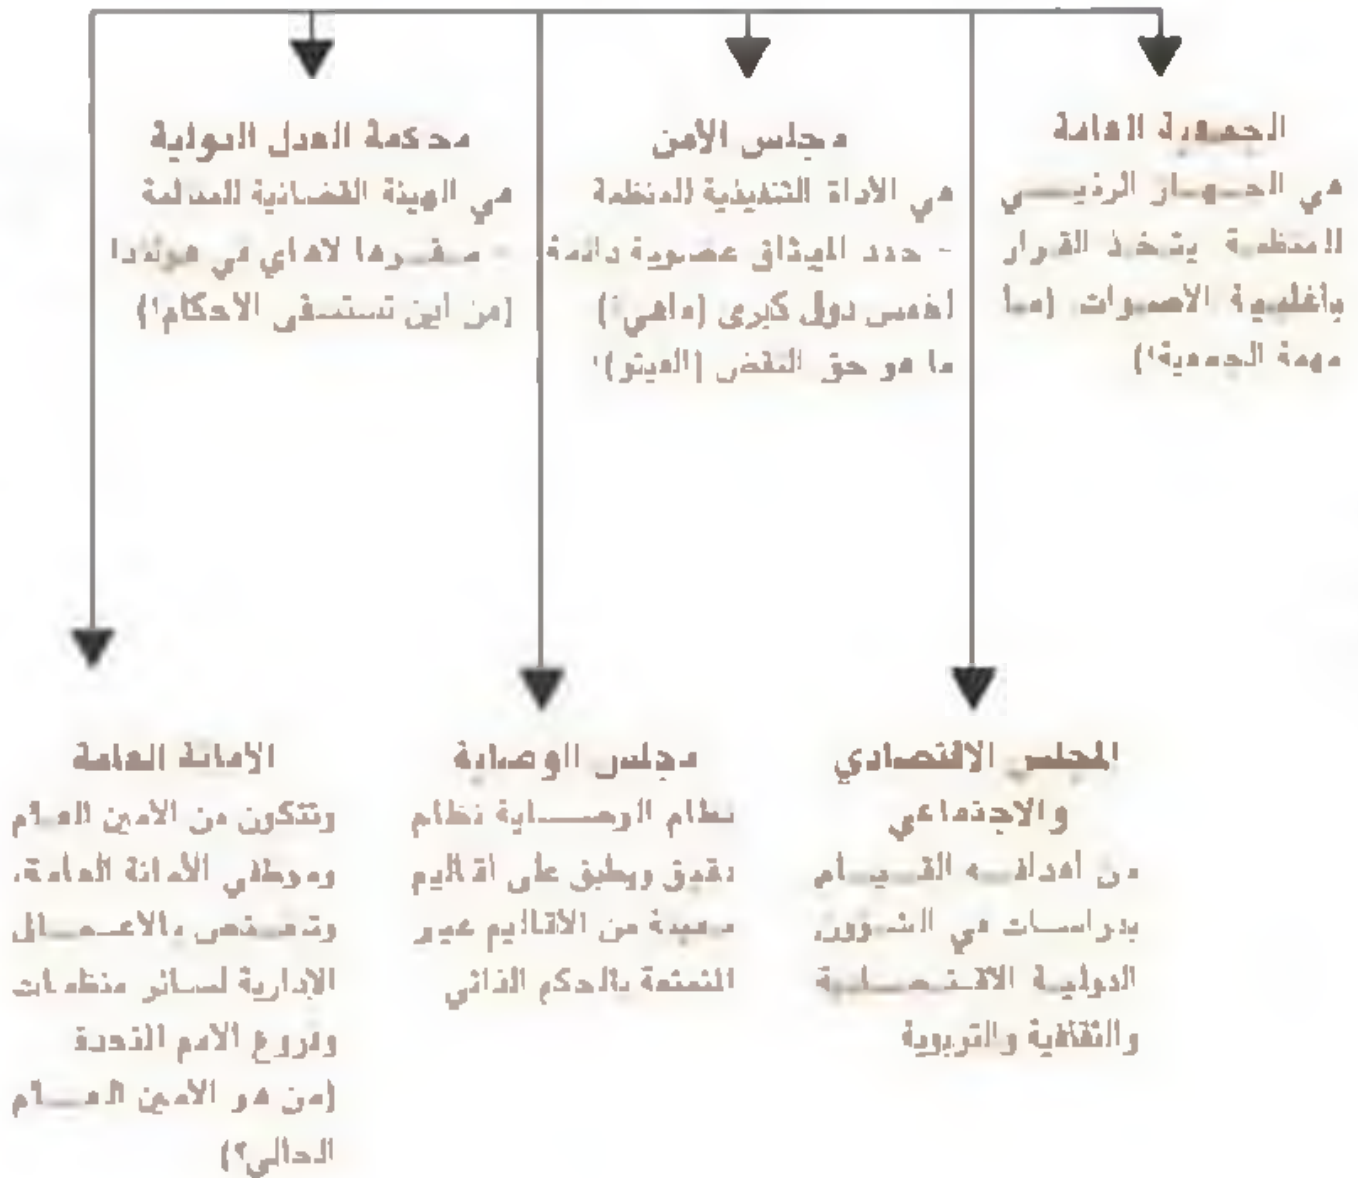 الجمعية العامة
هي الجهاز الرئيسي
للمنظمة يتخذ القرار
بأغلبية الأصوات (ما
مهمة الجمعية؟)
مجلس الأمن
هي الأداة التنفيذية للمنظمة
- حدد الميثاق عضوية دائمة
لخمس دول كبرى (ماهي؟)
ما هو حق النقض (الفيتو)؟
محكمة العدل الدولية
هي الهيئة القضائية للمنظمة
- مقرها لاهاي في هولندا
(من أين تستسقى الأحكام؟)
المجلس الاقتصادي
والاجتماعي
من أهدافه القيام
بدراسات في الشؤون
الدولية الاقتصادية
والثقافية والتربوية
مجلس الوصاية
نظام الوصاية نظام
دقيق ويطبق على أقاليم
معينة من الأقاليم غير
المتمتعة بالحكم الذاتي
الأمانة العامة
وتتكون من الأمين العام
وموظفي الأمانة العامة،
وتختص بالأعمال
الإدارية لسائر منظمات
وفروع الأمم المتحدة
(من هو الأمين العام
الحالي؟)